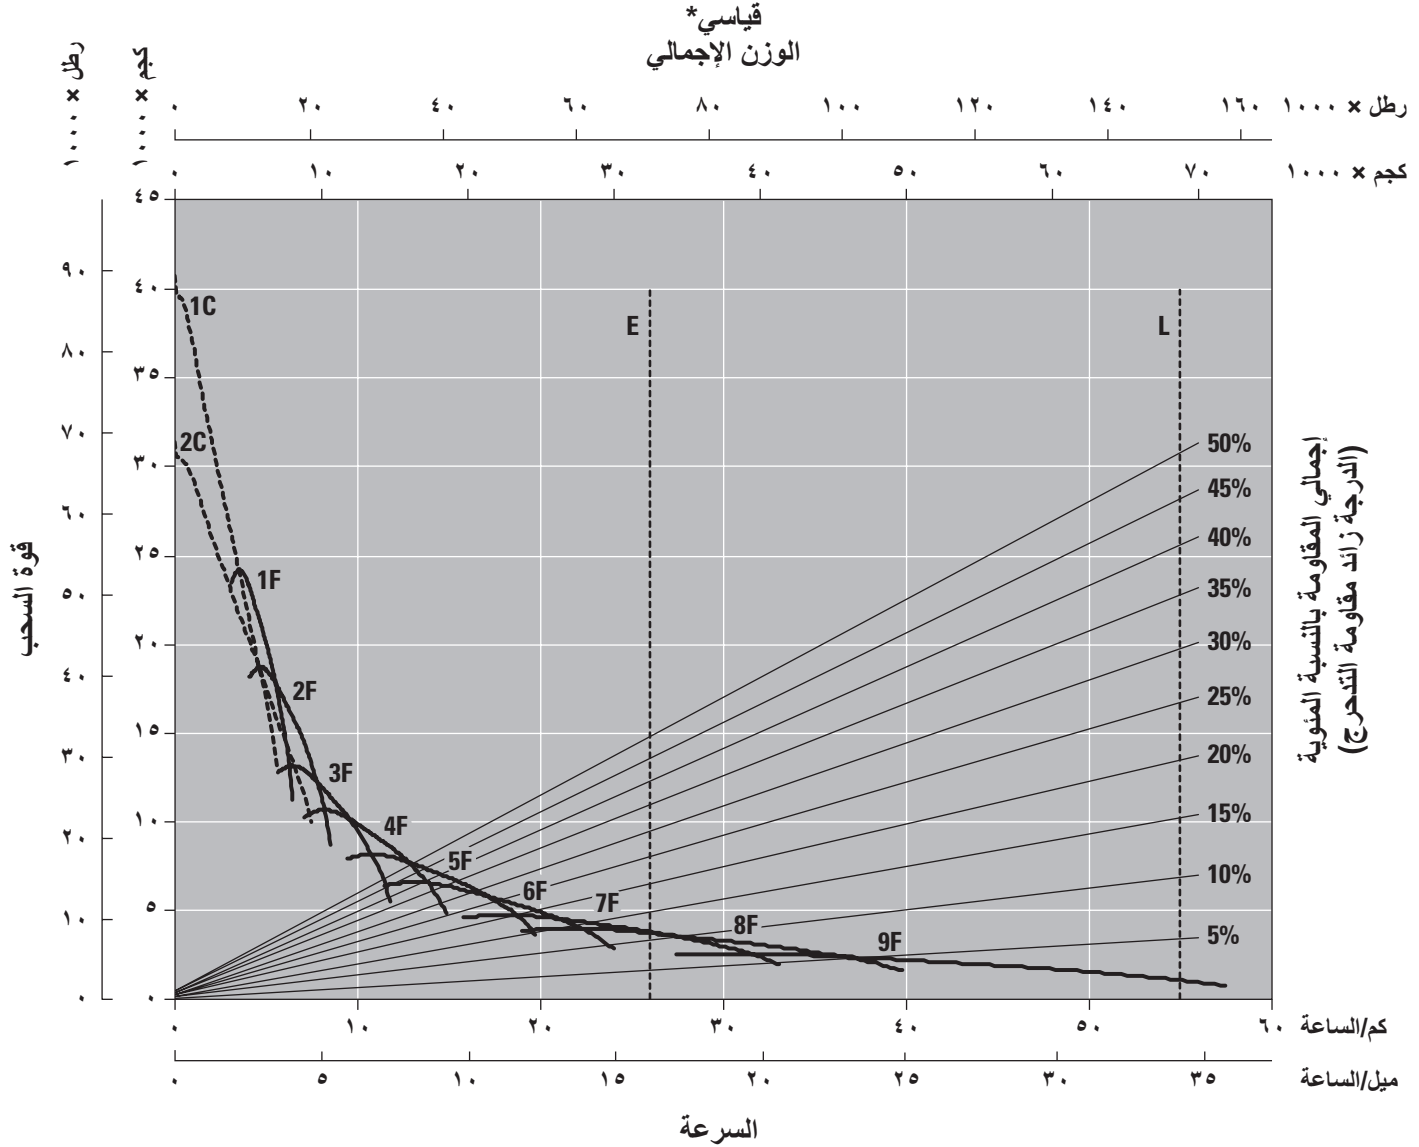 قياسي*
الوزن الإجمالي
رطل × ١٠٠٠
٠ ٢٠ ٤٠ ٦٠ ٨٠ ١٠٠ ١٢٠ ١٤٠ ١٦٠ رطل × ١٠٠٠
كجم × ١٠٠٠
٠ ١٠ ٢٠ ٣٠ ٤٠ ٥٠ ٦٠ ٧٠ كجم × ١٠٠٠
٩٠
٨٠
٧٠
٦٠
٥٠
٤٠
٣٠
٢٠
١٠
٠
٤٥
٤٠
٣٥
٣٠
٢٥
٢٠
١٥
١٠
٥
٠
قوة السحب
1C
2C
1F
2F
3F
4F
5F
6F
7F
8F
9F
E
L
50%
45%
40%
35%
30%
25%
20%
15%
10%
5%
إجمالي المقاومة بالنسبة المئوية
(الدرجة زائد مقاومة التدحرج)
٠ ١٠ ٢٠ ٣٠ ٤٠ ٥٠ ٦٠ كم/الساعة
٠ ٥ ١٠ ١٥ ٢٠ ٢٥ ٣٠ ٣٥ ميل/الساعة
السرعة